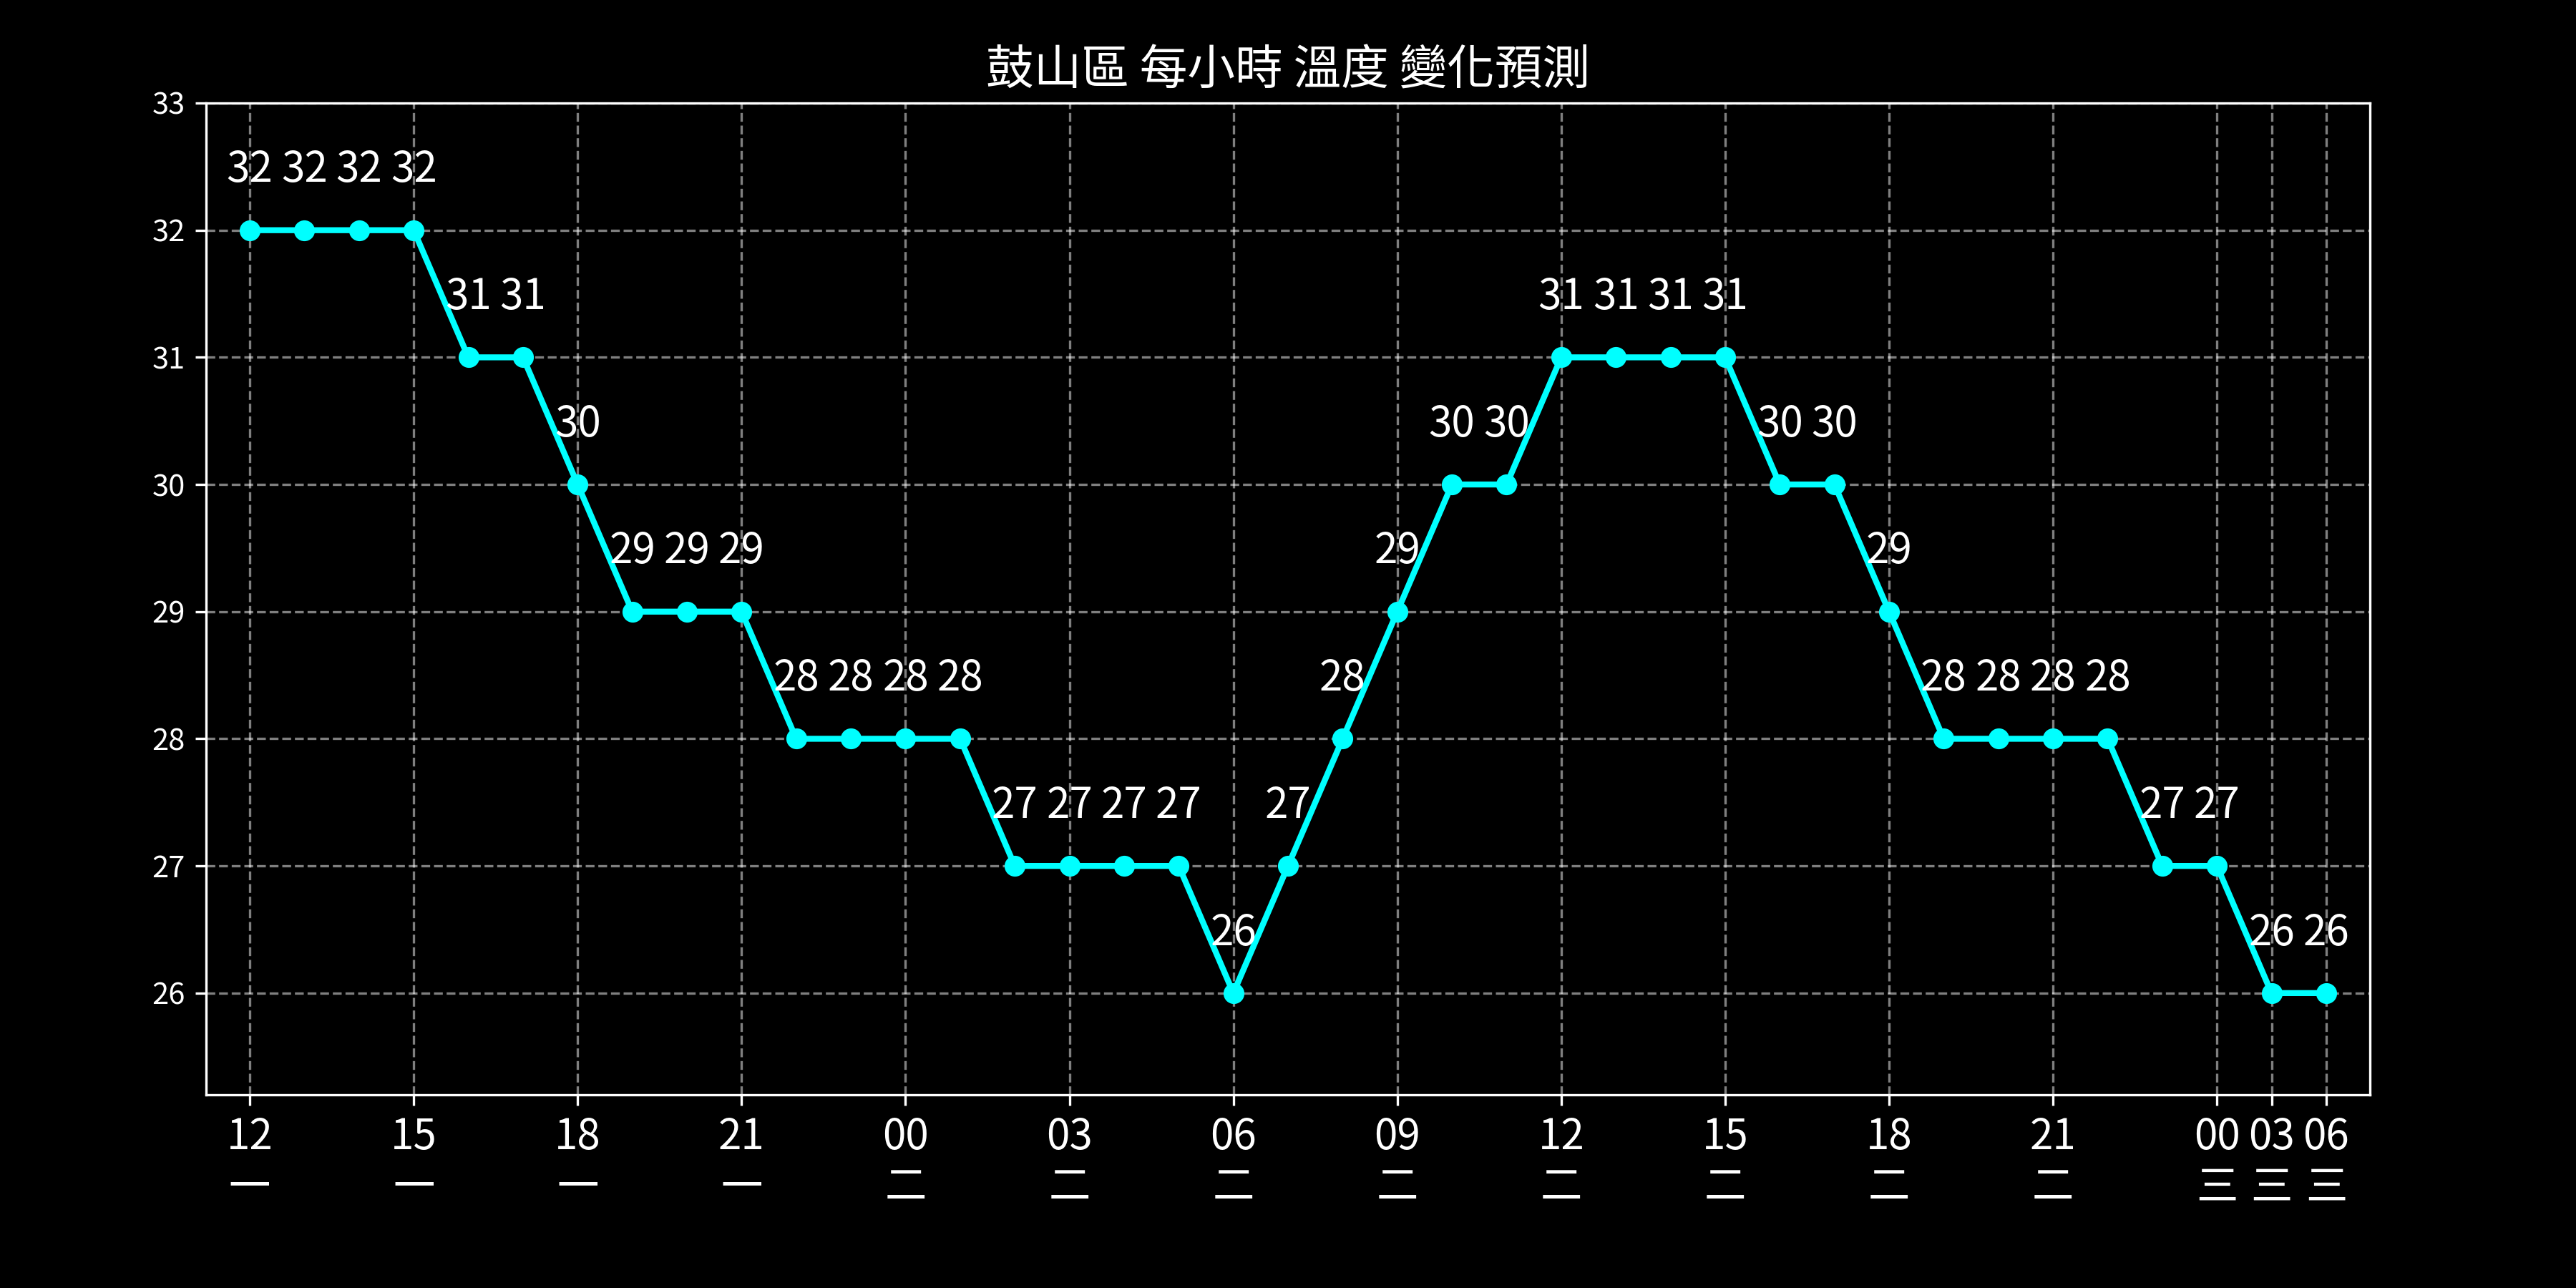 鼓山區 每小時 溫度 變化預測
33
32 32 32 32
32
31 31 31 31 31 31
31
30 30 30 30 30
30
29 29 29 29 29
29
28 28 28 28 28 28 28 28 28
28
27 27 27 27 27 27 27
27
26 26 26
26
12 15 18 21 00 03 06 09 12 15 18 21 00 03 06
一 一 一 一 二 二 二 二 二 二 二 二 三 三 三